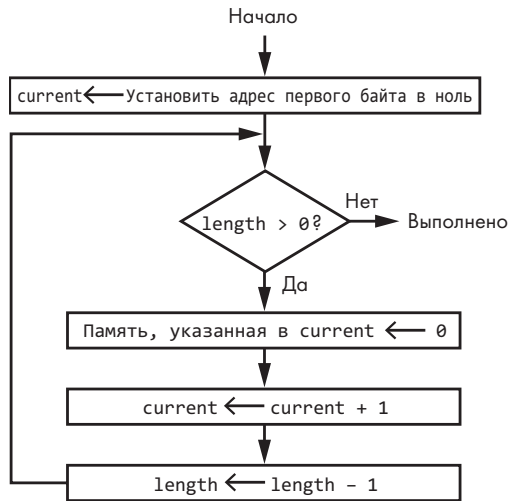 Начало
current ← Установить адрес первого байта в ноль
length > 0?
Нет
Выполнено
Да
Память, указанная в current ← 0
current ← current + 1
length ← length – 1